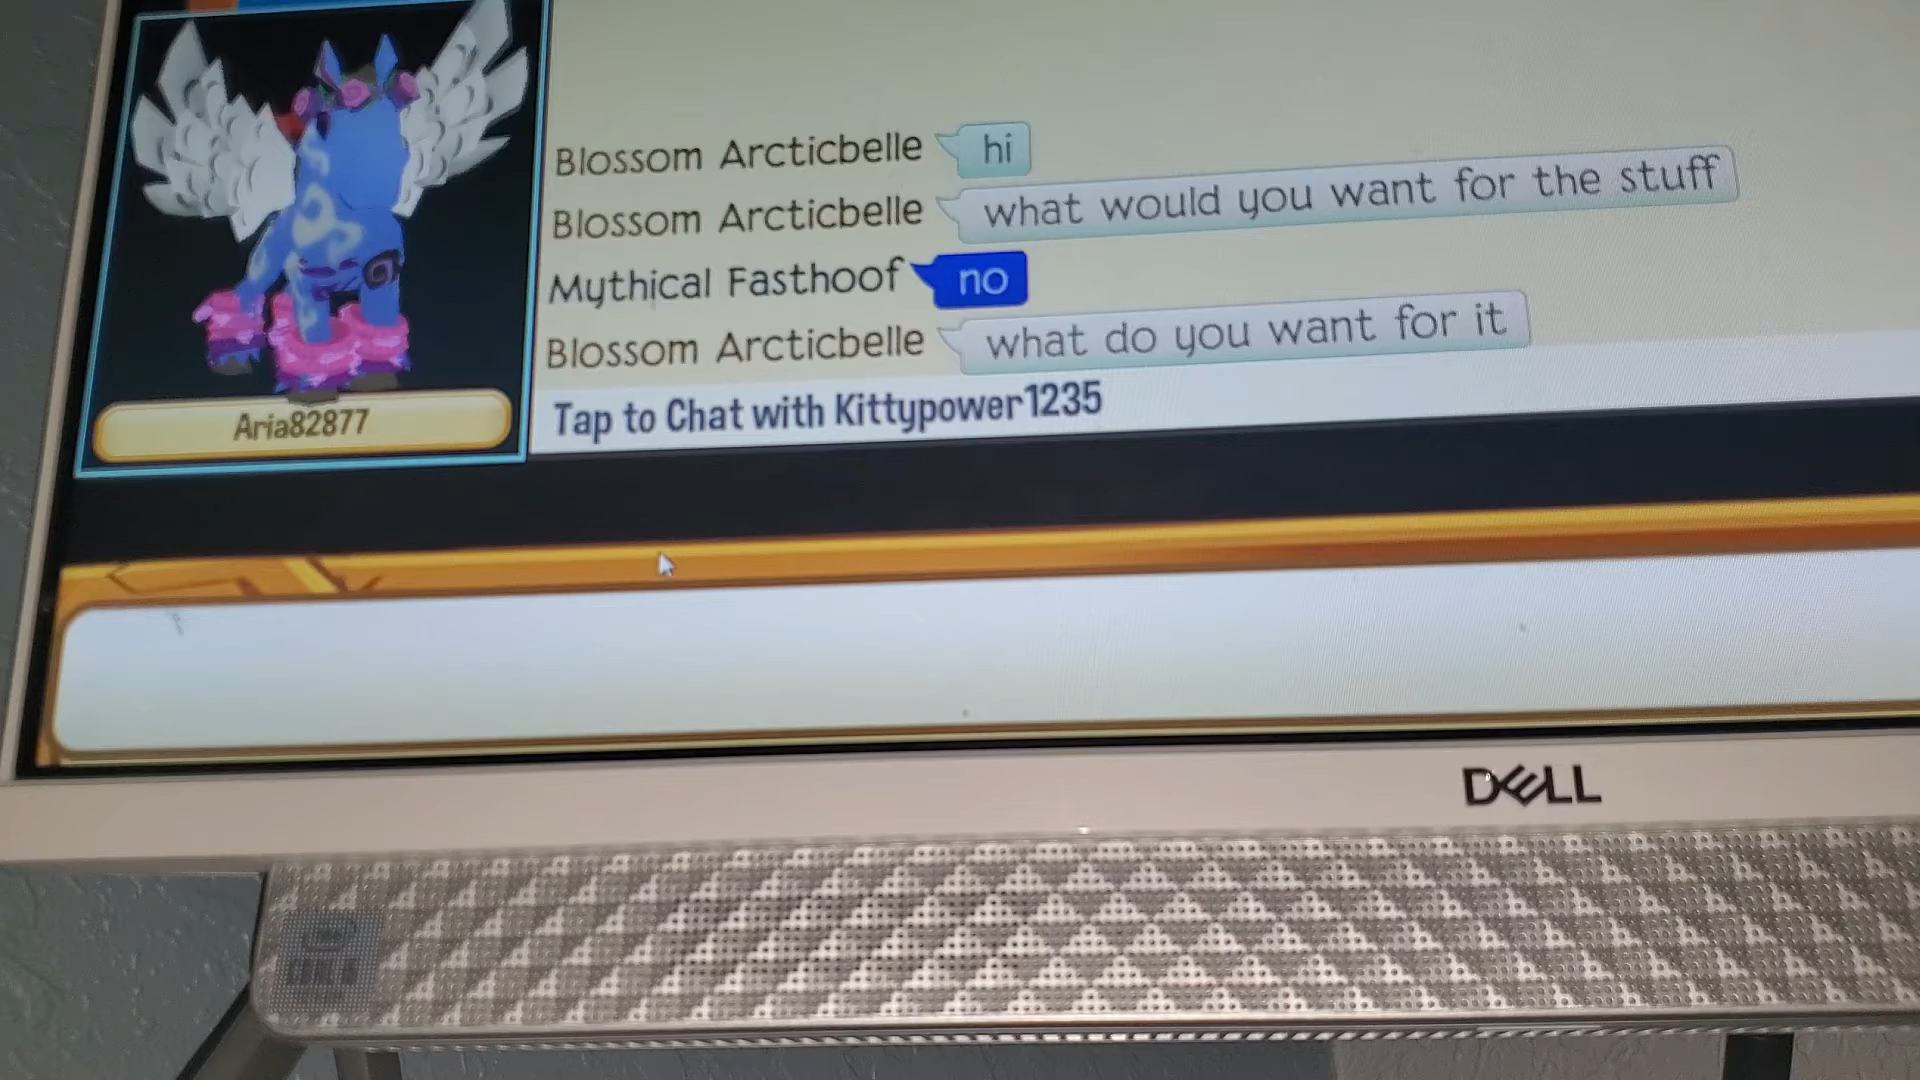 Blossom Arcticbelle hi
Blossom Arcticbelle what would you want for the stuff
Mythical Fasthoof no
Blossom Arcticbelle what do you want for it
Aria82877
Tap to Chat with Kittypower1235
DELL